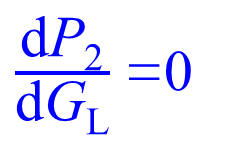 dP₂/dG_L = 0